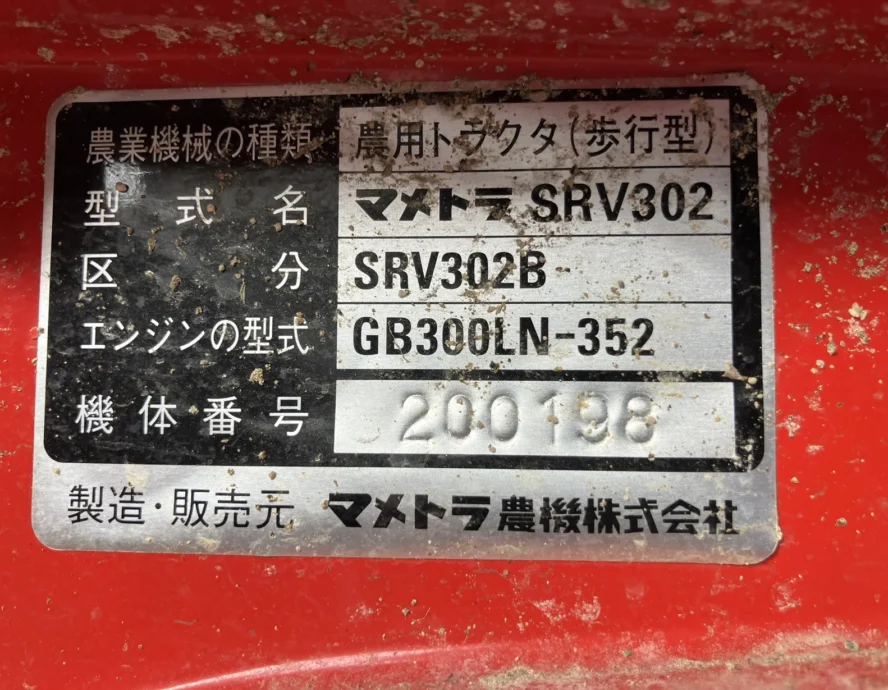 農業機械の種類 農用トラクタ(歩行型)
型式名 マメトラ SRV302
区分 SRV302B
エンジンの型式 GB300LN-352
機体番号 200198
製造・販売元 マメトラ農機株式会社